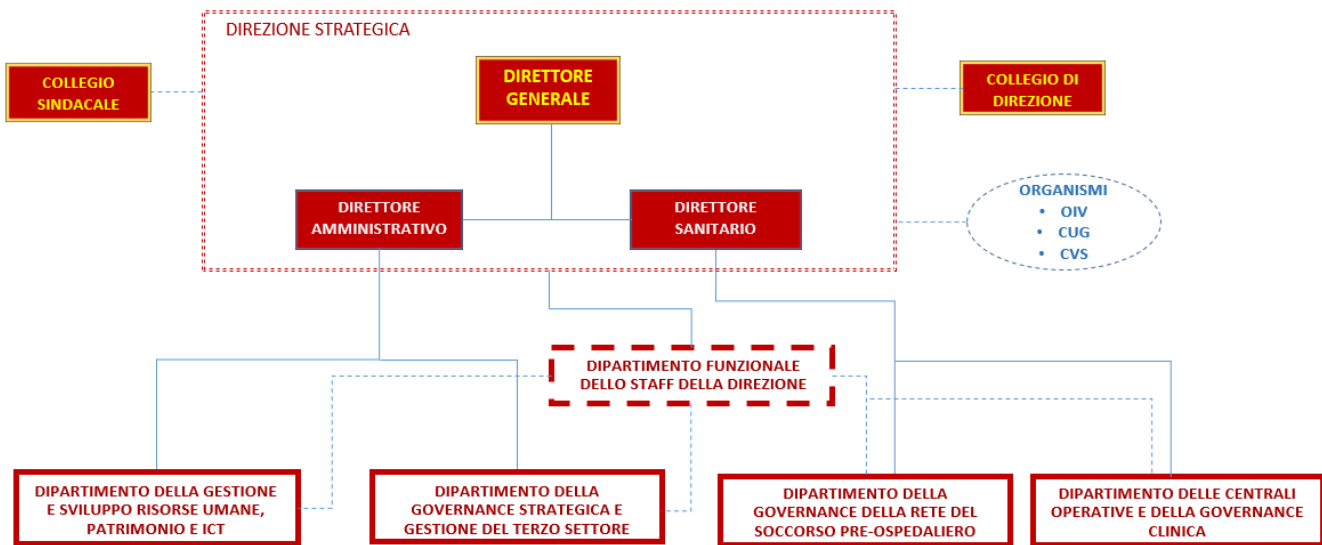 DIREZIONE STRATEGICA
COLLEGIO
SINDACALE
DIRETTORE
GENERALE
COLLEGIO DI
DIREZIONE
DIRETTORE
AMMINISTRATIVO
DIRETTORE
SANITARIO
ORGANISMI
• OIV
• CUG
• CVS
DIPARTIMENTO FUNZIONALE
DELLO STAFF DELLA DIREZIONE
DIPARTIMENTO DELLA GESTIONE
E SVILUPPO RISORSE UMANE,
PATRIMONIO E ICT
DIPARTIMENTO DELLA
GOVERNANCE STRATEGICA E
GESTIONE DEL TERZO SETTORE
DIPARTIMENTO DELLA
GOVERNANCE DELLA RETE DEL
SOCCORSO PRE-OSPEDALIERO
DIPARTIMENTO DELLE CENTRALI
OPERATIVE E DELLA GOVERNANCE
CLINICA